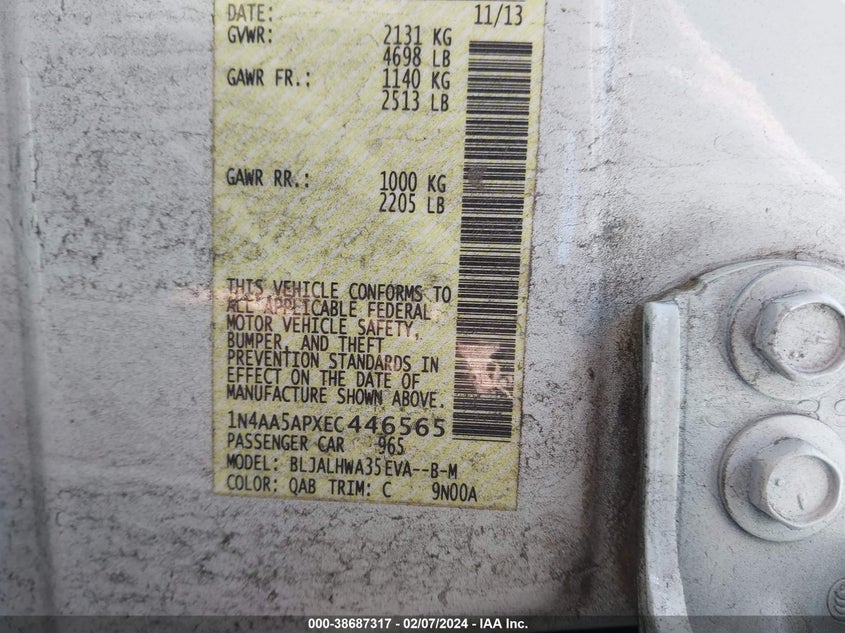 DATE: 11/13
GVWR: 2131 KG
4698 LB
GAWR FR.: 1140 KG
2513 LB
GAWR RR.: 1000 KG
2205 LB
THIS VEHICLE CONFORMS TO
ALL APPLICABLE FEDERAL
MOTOR VEHICLE SAFETY,
BUMPER, AND THEFT
PREVENTION STANDARDS IN
EFFECT ON THE DATE OF
MANUFACTURE SHOWN ABOVE.
1N4AA5APXEC446565
PASSENGER CAR 965
MODEL: BLJALHWA35EVA--B-M
COLOR: QAB TRIM: C 9N00A
000-38687317 - 02/07/2024 - IAA Inc.